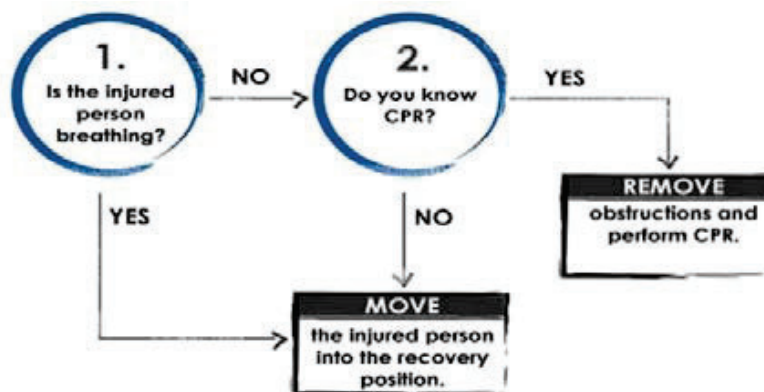 1.
Is the injured
person
breathing?
NO
2.
Do you know
CPR?
YES
REMOVE
obstructions and
perform CPR.
YES
NO
MOVE
the injured person
into the recovery
position.